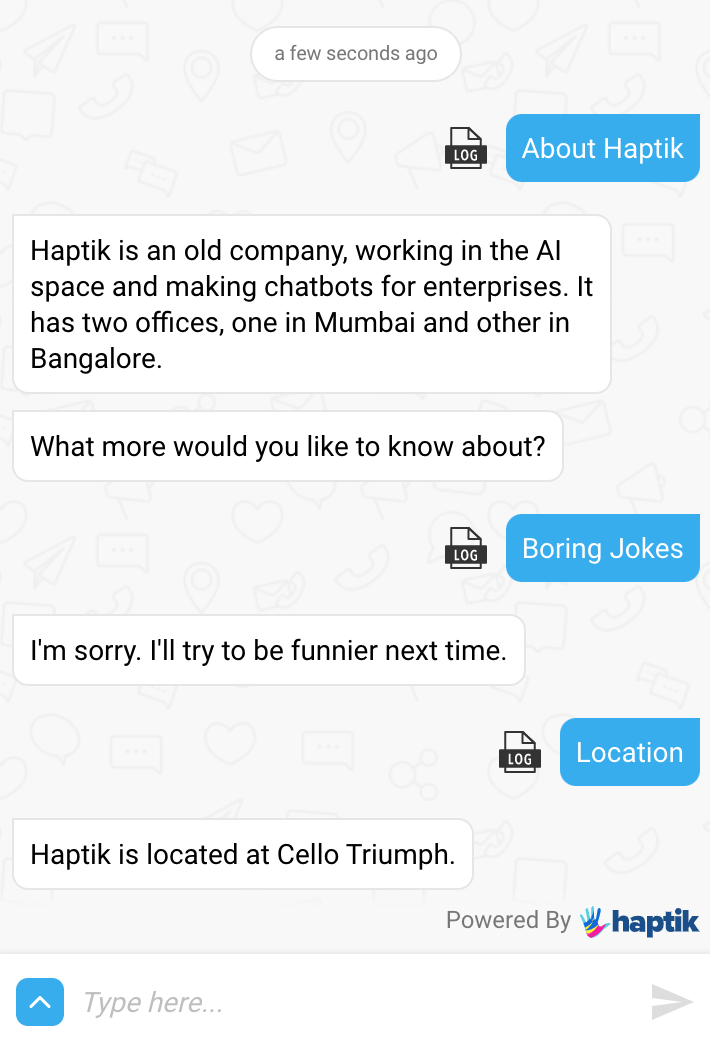 a few seconds ago
LOG
About Haptik
Haptik is an old company, working in the AI
space and making chatbots for enterprises. It
has two offices, one in Mumbai and other in
Bangalore.
What more would you like to know about?
LOG
Boring Jokes
I'm sorry. I'll try to be funnier next time.
LOG
Location
Haptik is located at Cello Triumph.
Powered By haptik
Type here...